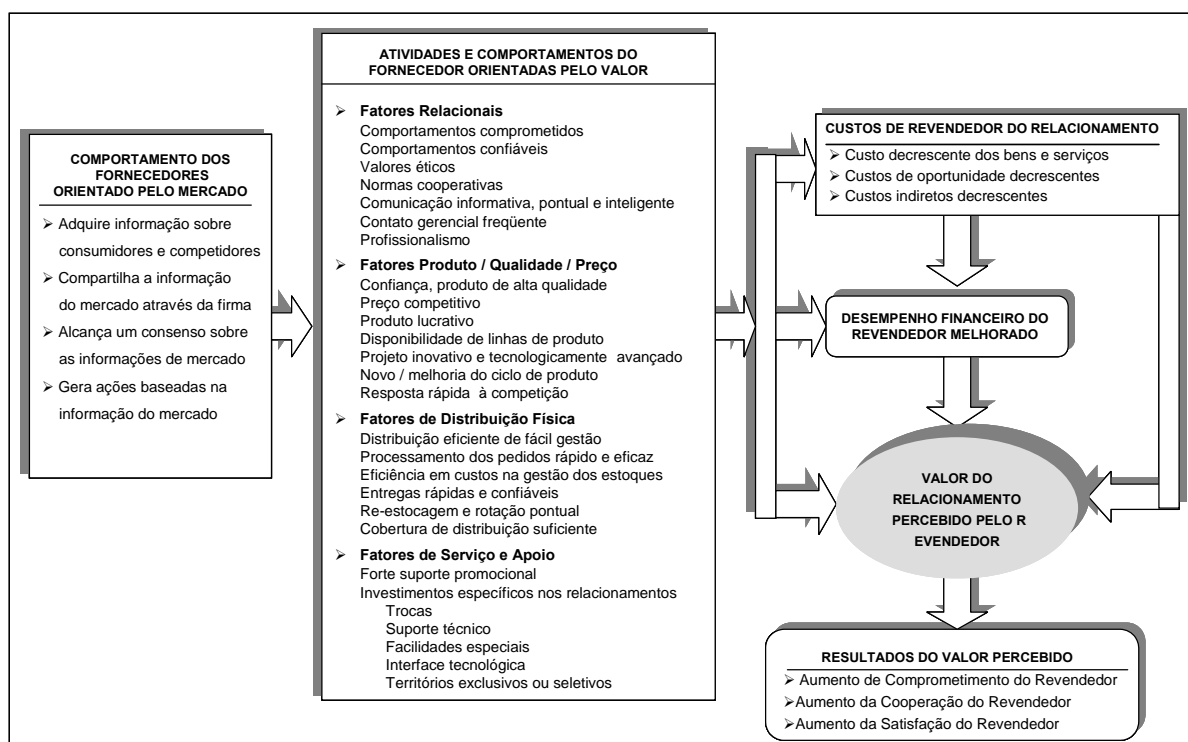 COMPORTAMENTO DOS
FORNECEDORES
ORIENTADO PELO MERCADO
➢ Adquire informação sobre
consumidores e competidores
➢ Compartilha a informação
do mercado através da firma
➢ Alcança um consenso sobre
as informações de mercado
➢ Gera ações baseadas na
informação do mercado
ATIVIDADES E COMPORTAMENTOS DO
FORNECEDOR ORIENTADAS PELO VALOR
➢ Fatores Relacionais
Comportamentos comprometidos
Comportamentos confiáveis
Valores éticos
Normas cooperativas
Comunicação informativa, pontual e inteligente
Contato gerencial freqüente
Profissionalismo
➢ Fatores Produto / Qualidade / Preço
Confiança, produto de alta qualidade
Preço competitivo
Produto lucrativo
Disponibilidade de linhas de produto
Projeto inovativo e tecnologicamente avançado
Novo / melhoria do ciclo de produto
Resposta rápida à competição
➢ Fatores de Distribuição Física
Distribuição eficiente de fácil gestão
Processamento dos pedidos rápido e eficaz
Eficiência em custos na gestão dos estoques
Entregas rápidas e confiáveis
Re-estocagem e rotação pontual
Cobertura de distribuição suficiente
➢ Fatores de Serviço e Apoio
Forte suporte promocional
Investimentos específicos nos relacionamentos
Trocas
Suporte técnico
Facilidades especiais
Interface tecnológica
Territórios exclusivos ou seletivos
CUSTOS DE REVENDEDOR DO RELACIONAMENTO
➢ Custo decrescente dos bens e serviços
➢ Custos de oportunidade decrescentes
➢ Custos indiretos decrescentes
DESEMPENHO FINANCEIRO DO
REVENDEDOR MELHORADO
VALOR DO
RELACIONAMENTO
PERCEBIDO PELO R
EVENDEDOR
RESULTADOS DO VALOR PERCEBIDO
➢ Aumento de Comprometimento do Revendedor
➢Aumento da Cooperação do Revendedor
➢Aumento da Satisfação do Revendedor